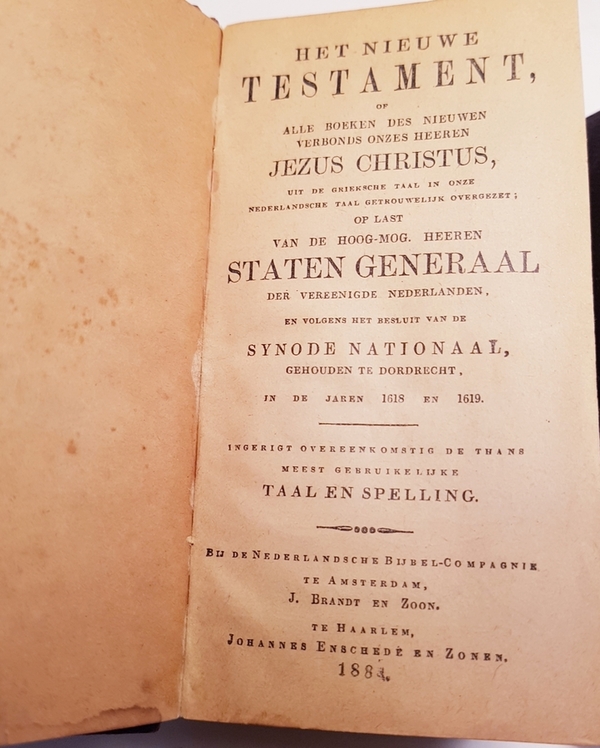 HET NIEUWE
TESTAMENT,
OF
ALLE BOEKEN DES NIEUWEN
VERBONDS ONZES HEEREN
JEZUS CHRISTUS,
UIT DE GRIEKSCHE TAAL IN ONZE
NEDERLANDSCHE TAAL GETROUWELIJK OVERGEZET;
OP LAST
VAN DE HOOG-MOG. HEEREN
STATEN GENERAAL
DER VEREENIGDE NEDERLANDEN,
EN VOLGENS HET BESLUIT VAN DE
SYNODE NATIONAAL,
GEHOUDEN TE DORDRECHT,
IN DE JAREN 1618 EN 1619.
INGERIGT OVEREENKOMSTIG DE THANS
MEEST GEBRUIKELIJKE
TAAL EN SPELLING.
BIJ DE NEDERLANDSCHE BIJBEL-COMPAGNIE
TE AMSTERDAM,
J. BRANDT EN ZOON.
TE HAARLEM,
JOHANNES ENSCHEDÉ EN ZONEN.